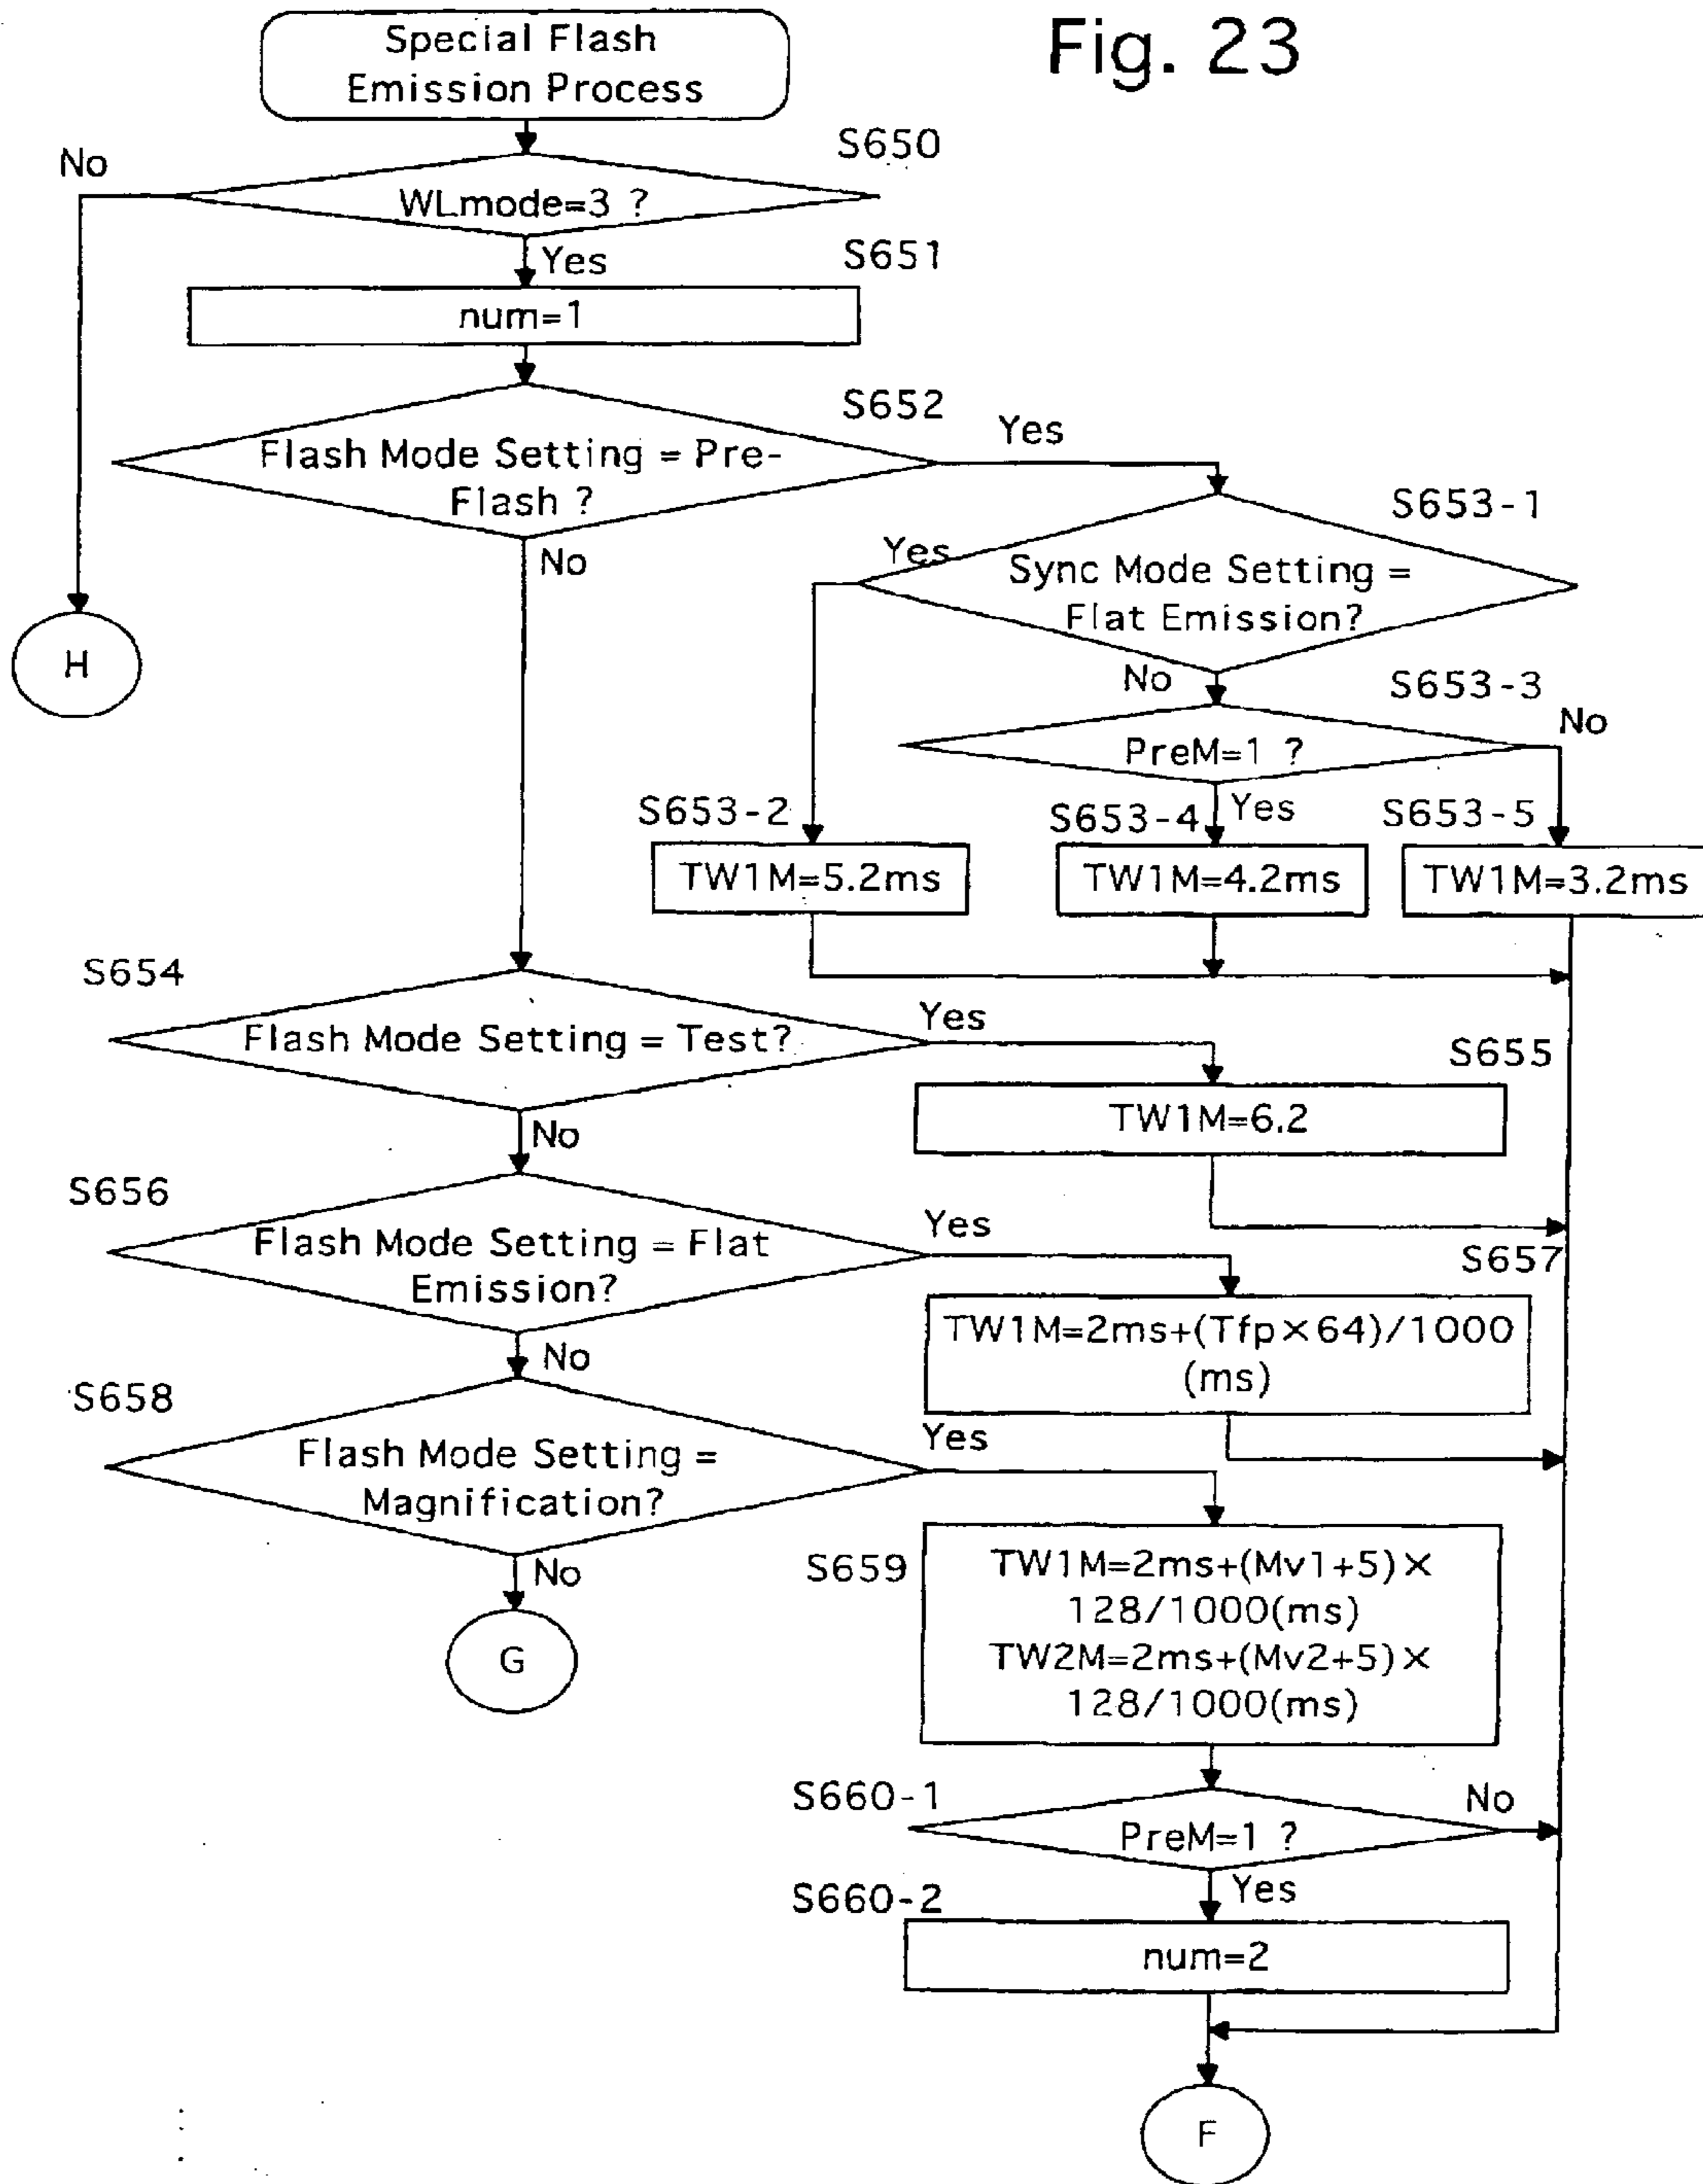 Fig. 23
Special Flash
Emission Process
S650
No
WLmode=3 ?
Yes
S651
num=1
S652
Flash Mode Setting = Pre-
Flash ?
Yes
No
S653-1
Yes
Sync Mode Setting =
Flat Emission?
H
No
S653-3
PreM=1 ?
No
Yes
S653-2
S653-4
S653-5
TW1M=5.2ms
TW1M=4.2ms
TW1M=3.2ms
S654
Flash Mode Setting = Test?
Yes
S655
TW1M=6.2
No
S656
Flash Mode Setting = Flat
Emission?
Yes
S657
TW1M=2ms+(Tfp×64)/1000
(ms)
No
S658
Flash Mode Setting =
Magnification?
Yes
No
G
S659
TW1M=2ms+(Mv1+5)×
128/1000(ms)
TW2M=2ms+(Mv2+5)×
128/1000(ms)
S660-1
PreM=1 ?
No
Yes
S660-2
num=2
F